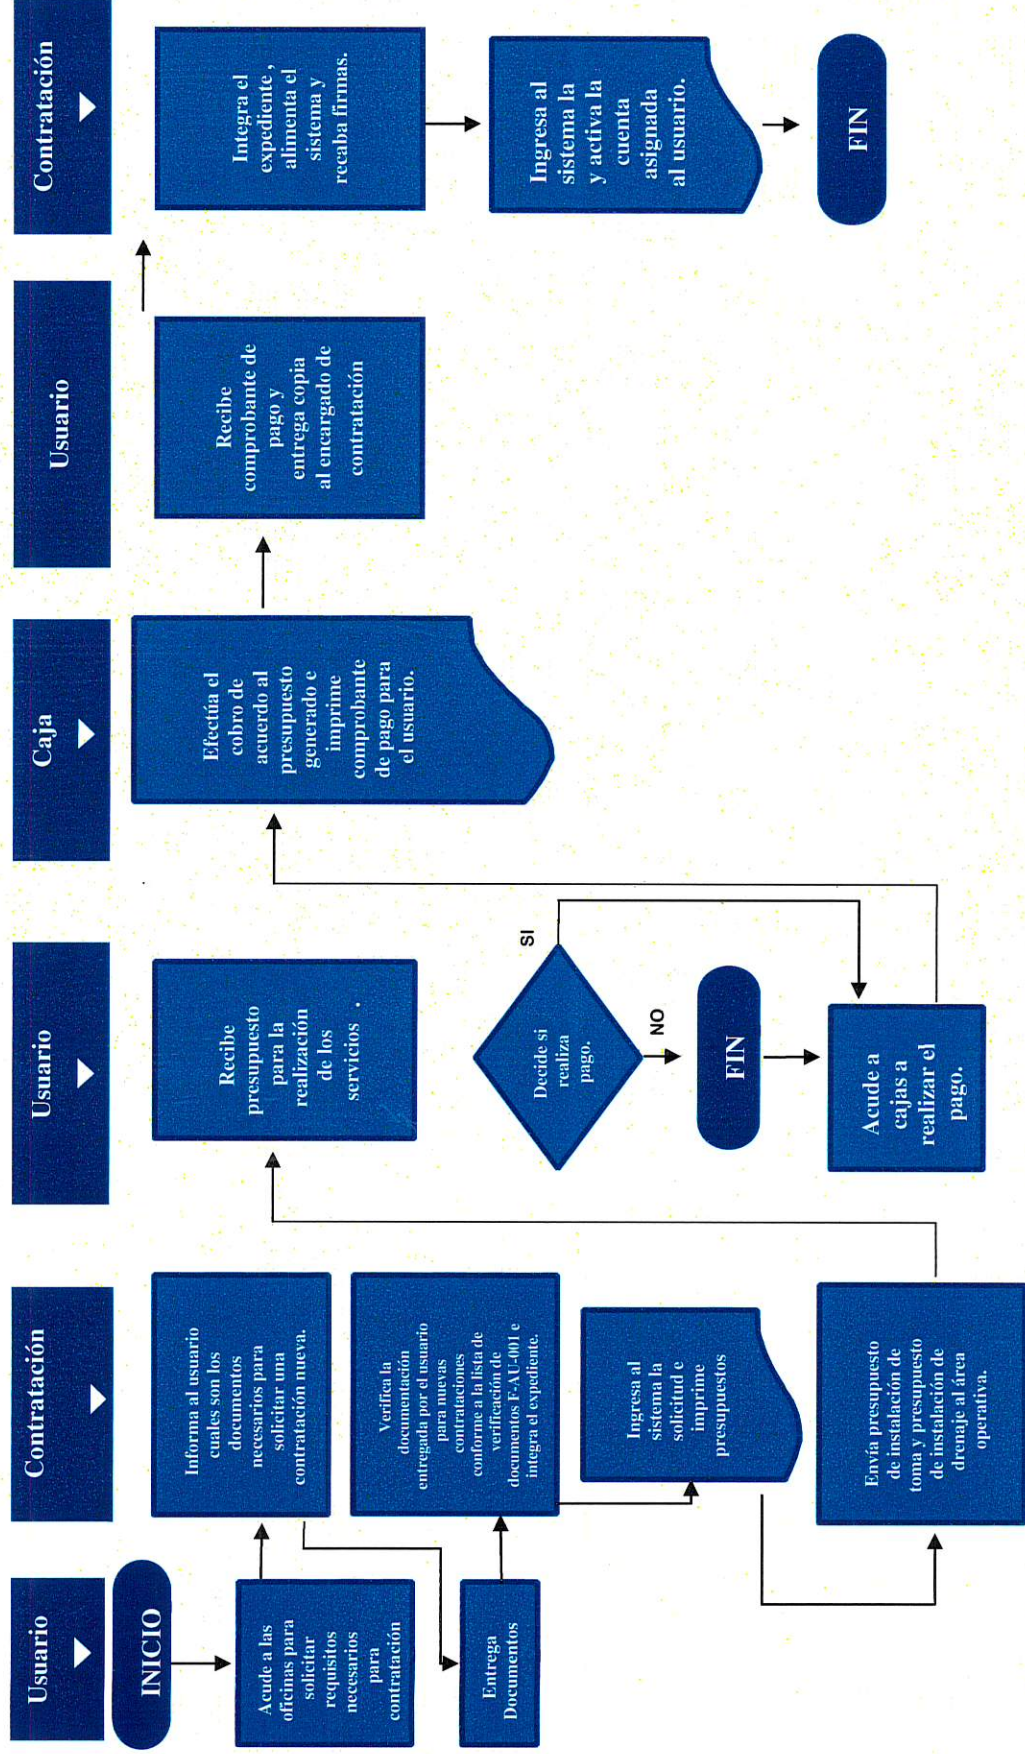 Usuario
INICIO
Acude a las
oficinas para
solicitar
requisitos
necesarios
para
contratación
Entrega
Documentos
Contratación
Informa al usuario
cuales son los
documentos
necesarios para
solicitar una
contratación nueva.
Verifica la
documentación
entregada por el usuario
para nuevas
contrataciones
conforme a la lista de
verificación de
documentos F-AU-001 e
integra el expediente.
Ingresa al
sistema la
solicitud e
imprime
presupuestos
Envía presupuesto
de instalación de
toma y presupuesto
de instalación de
drenaje al área
operativa.
Usuario
Recibe
presupuesto
para la
realización
de los
servicios .
Decide si
realiza
pago.
SI
NO
FIN
Acude a
cajas a
realizar el
pago.
Caja
Efectúa el
cobro de
acuerdo al
presupuesto
generado e
imprime
comprobante
de pago para
el usuario.
Usuario
Recibe
comprobante de
pago y
entrega copia
al encargado de
contratación
Contratación
Integra el
expediente ,
alimenta el
sistema y
recaba firmas.
Ingresa al
sistema la
y activa la
cuenta
asignada
al usuario.
FIN